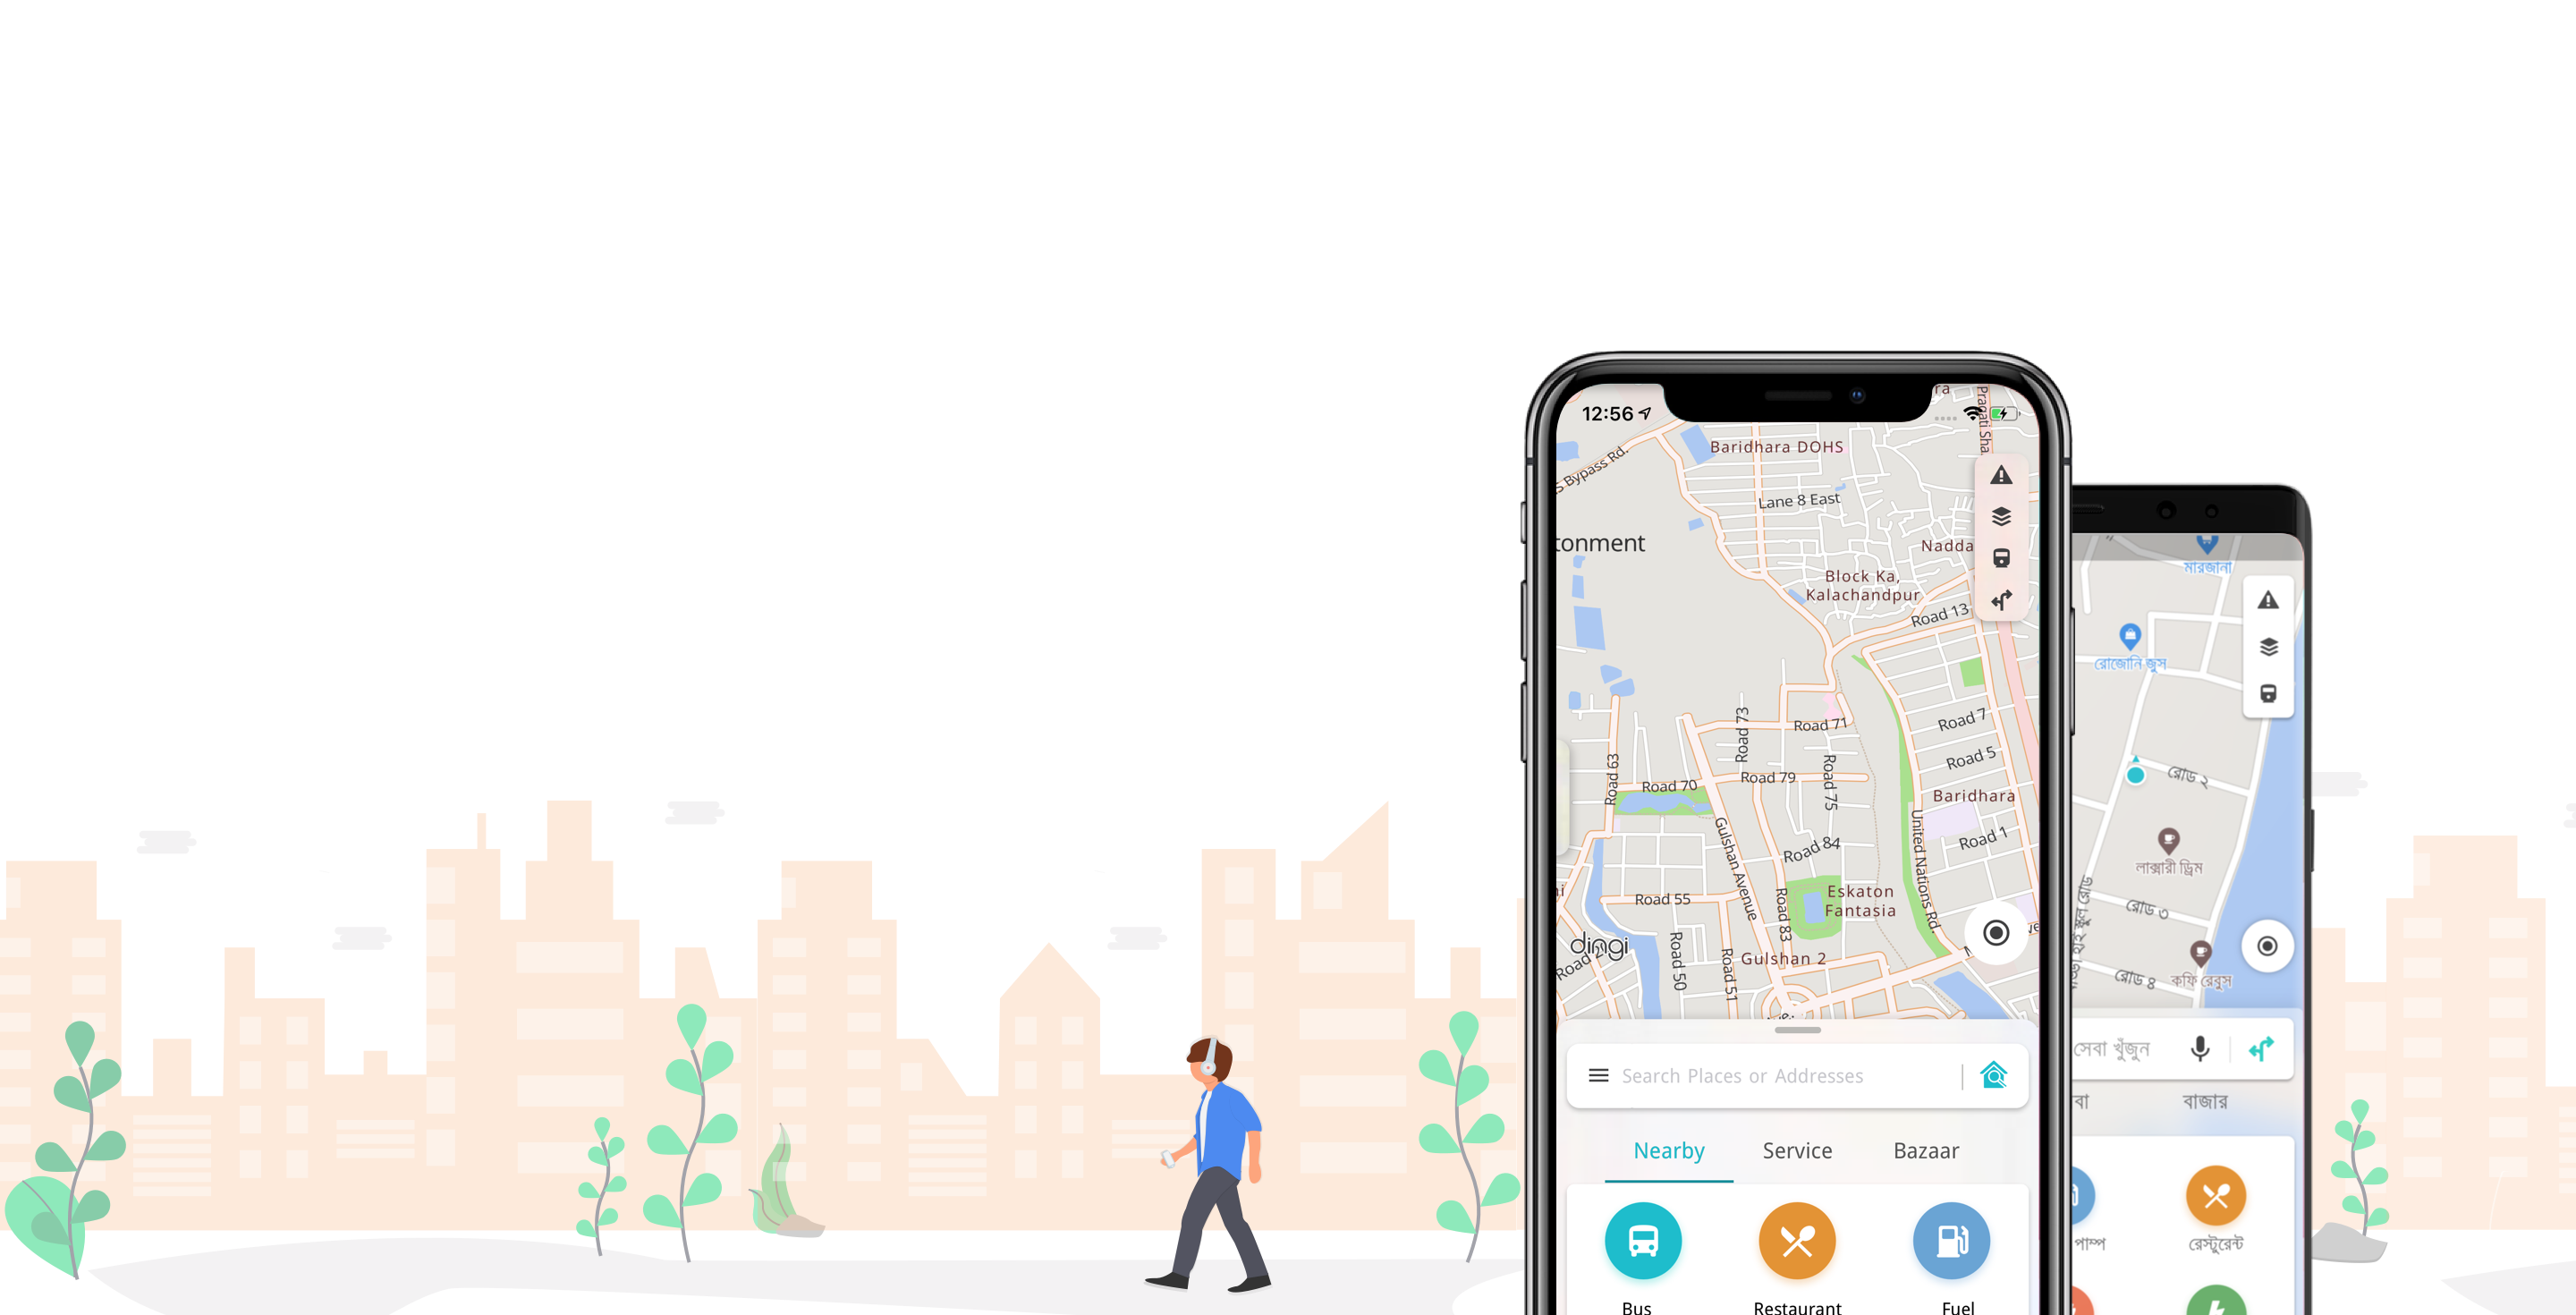 12:56
Baridhara DOHS
Lane 8 East
tonment
Nadda
Block Ka,
Kalachandpur
Road 13
Road 73
Road 71
Road 7
Road 5
Road 63
Road 70
Road 79
Road 75
Baridhara
Gulshan Avenue
United Nations Rd.
Road 84
Road 1
Road 55
Road 83
Eskaton
Fantasia
dingi
Road 50
Road 51
Gulshan 2
Search Places or Addresses
Nearby
Service
Bazaar
Bus
Restaurant
Fuel
মারজানা
রোজোনি জুস
রোড ২
লাক্সারী ড্রিম
রোড ৩
রোড ৪
কফি রেবুস
সেবা খুঁজুন
বাজার
পাম্প
রেস্টুরেন্ট